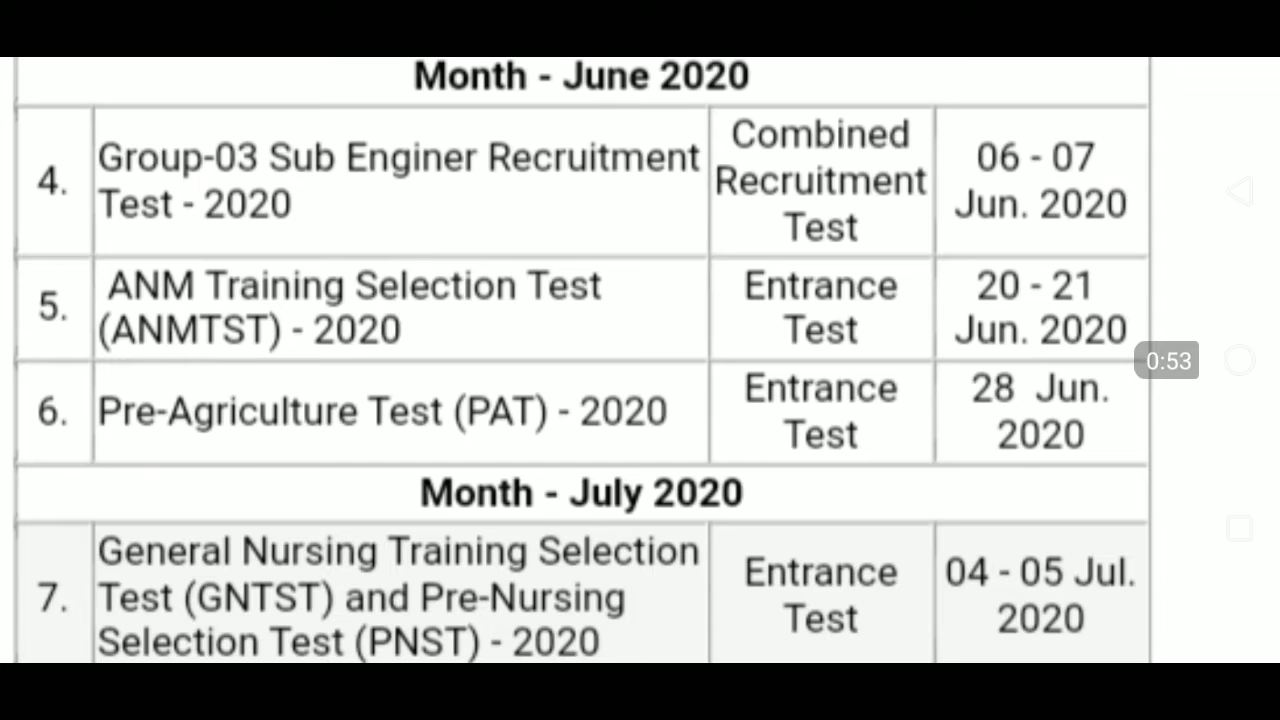 Month - June 2020
4.
Group-03 Sub Enginer Recruitment
Test - 2020
Combined
Recruitment
Test
06 - 07
Jun. 2020
5.
ANM Training Selection Test
(ANMTST) - 2020
Entrance
Test
20 - 21
Jun. 2020
0:53
6.
Pre-Agriculture Test (PAT) - 2020
Entrance
Test
28 Jun.
2020
Month - July 2020
7.
General Nursing Training Selection
Test (GNTST) and Pre-Nursing
Selection Test (PNST) - 2020
Entrance
Test
04 - 05 Jul.
2020